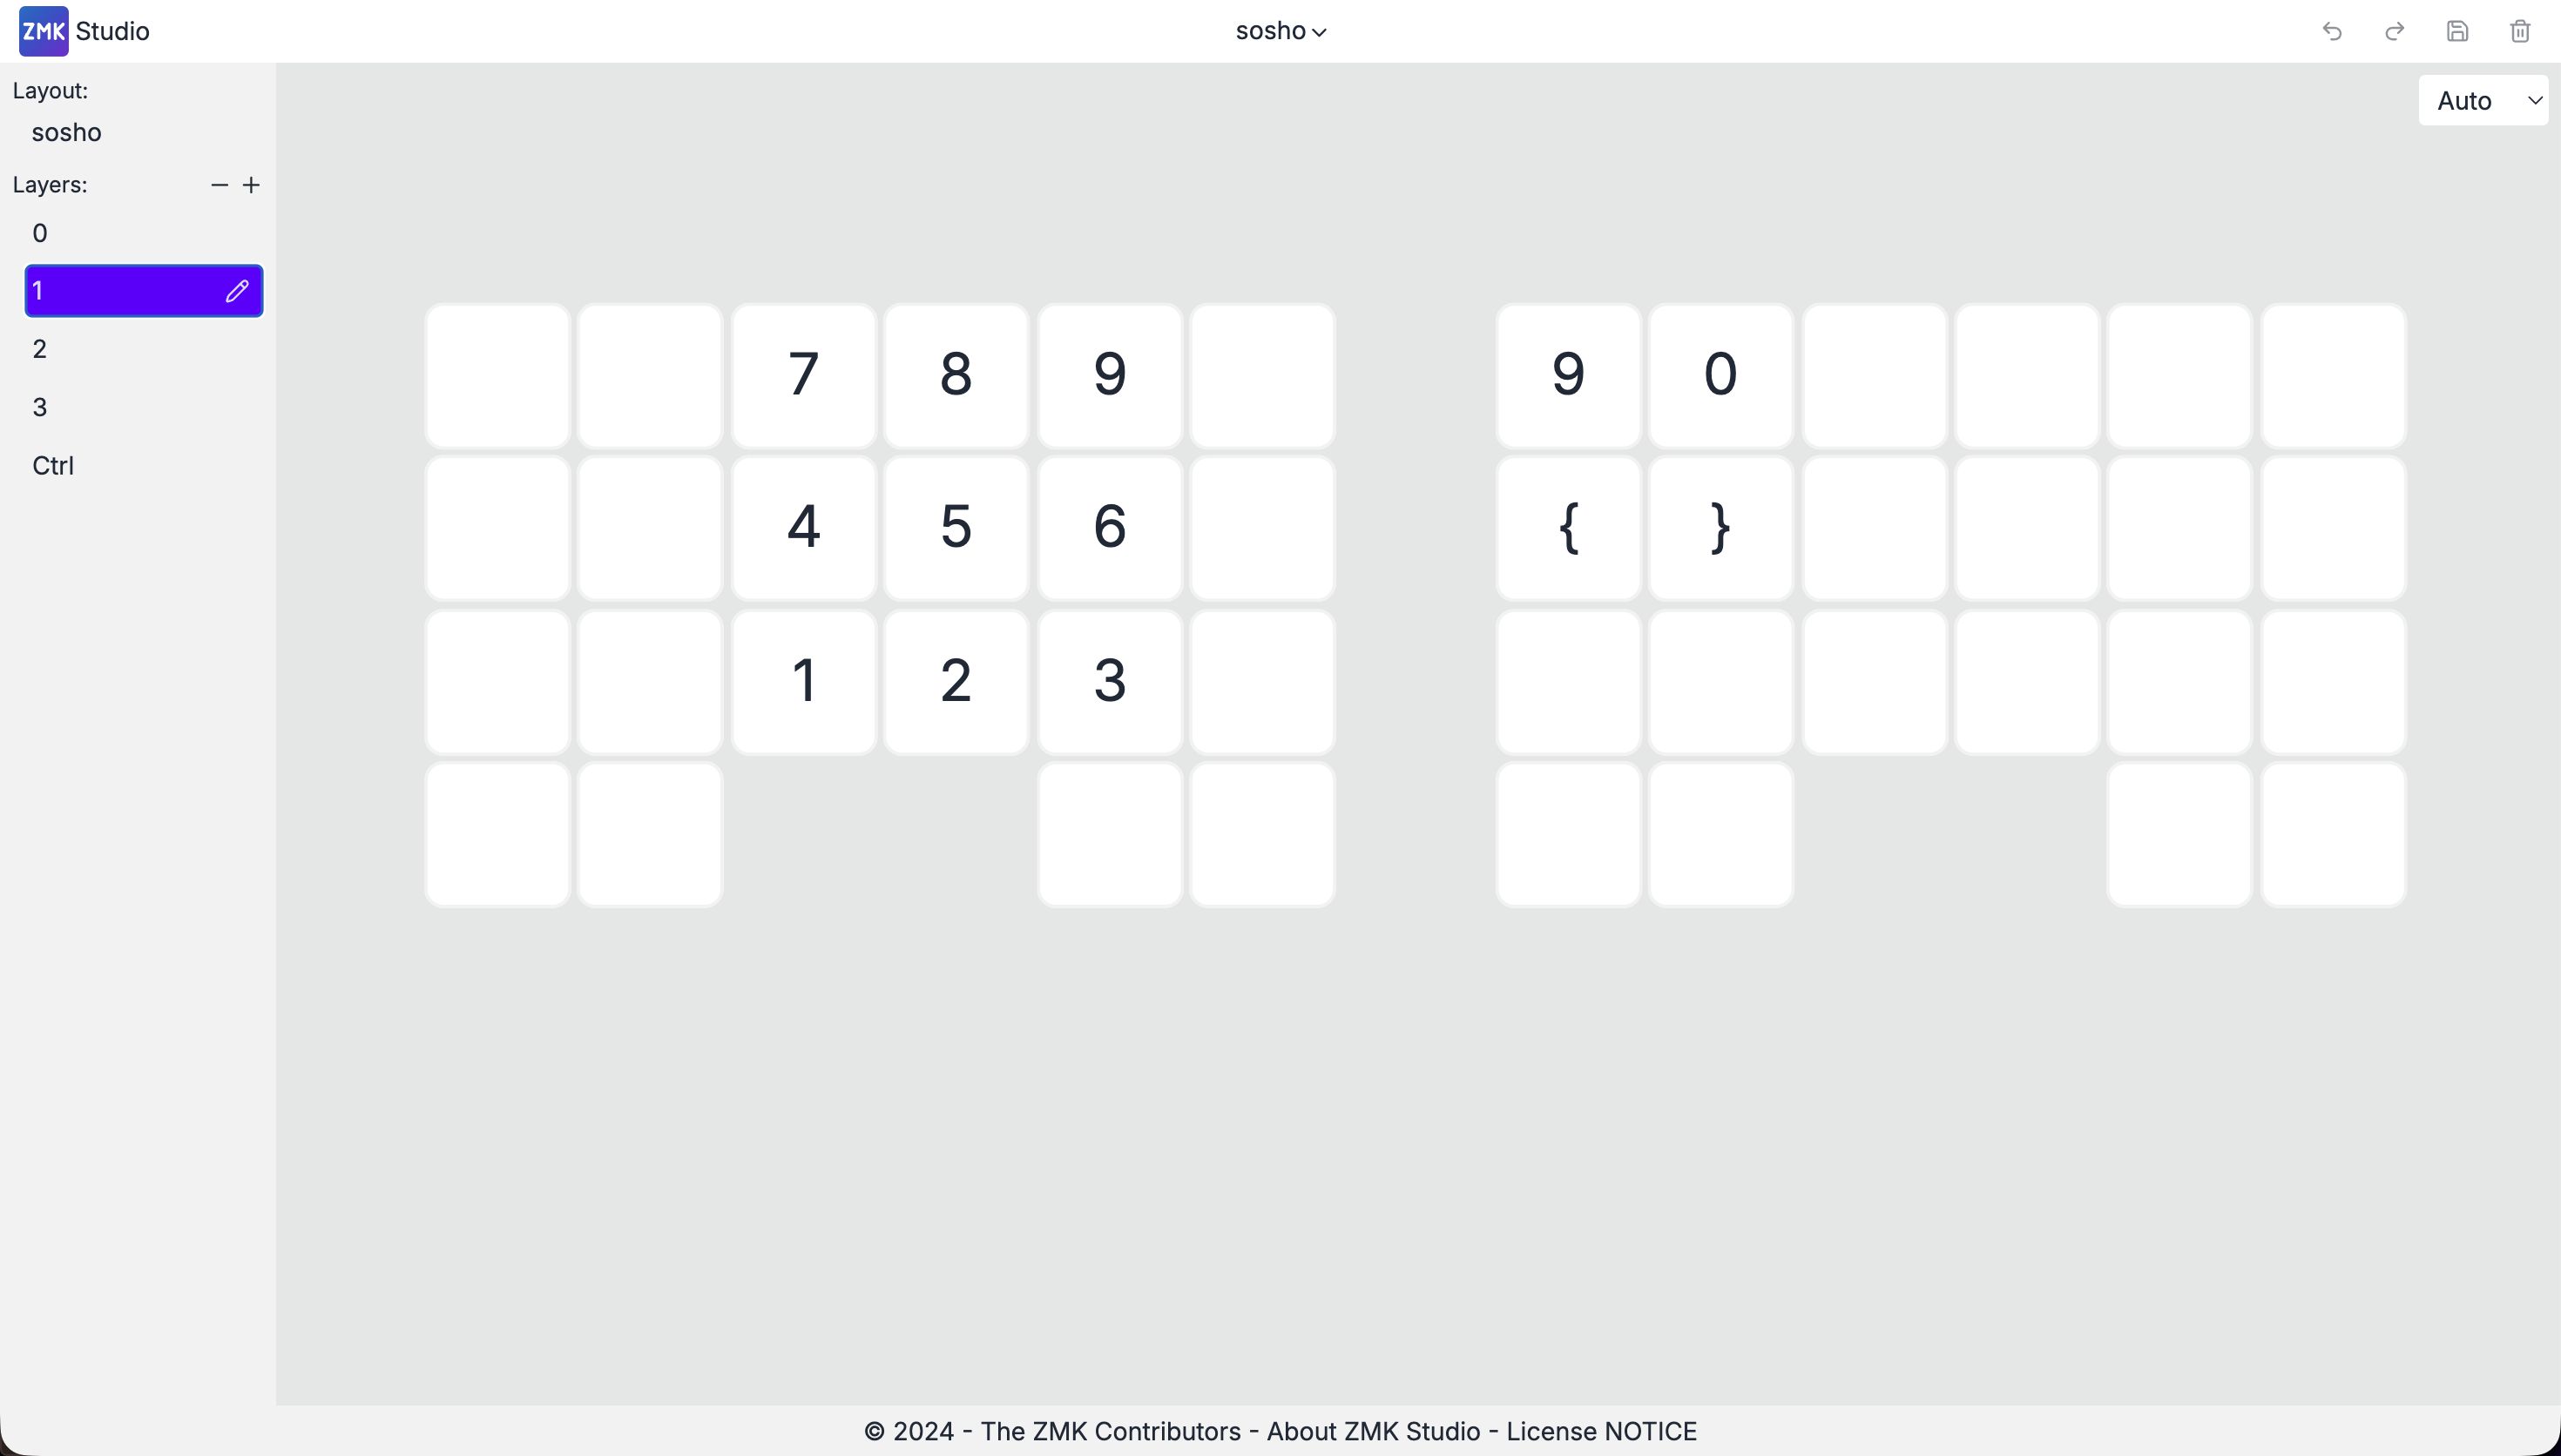 ZMK Studio
sosho
Layout:
sosho
Auto
Layers:
0
1
2
3
Ctrl
7 8 9 9 0
4 5 6 { }
1 2 3
© 2024 - The ZMK Contributors - About ZMK Studio - License NOTICE